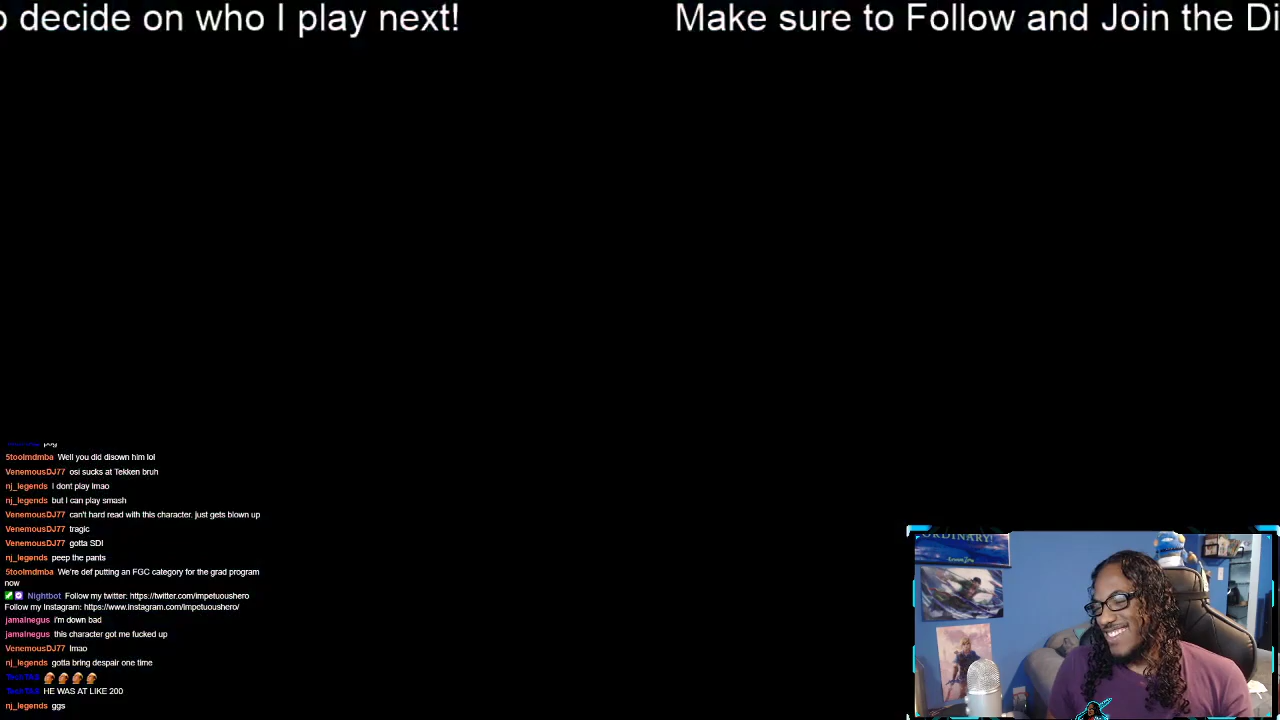 o decide on who I play next!
Make sure to Follow and Join the Di
5toolmdmba Well you did disown him lol
VenemousDJ77 osi sucks at Tekken bruh
nj_legends I dont play lmao
nj_legends but I can play smash
VenemousDJ77 can't hard read with this character. just gets blown up
VenemousDJ77 tragic
VenemousDJ77 gotta SDI
nj_legends peep the pants
5toolmdmba We're def putting an FGC category for the grad program
now
Nightbot Follow my twitter: https://twitter.com/impetuoushero
Follow my Instagram: https://www.instagram.com/impetuoushero/
jamalnegus i'm down bad
jamalnegus this character got me fucked up
VenemousDJ77 lmao
nj_legends gotta bring despair one time
HE WAS AT LIKE 200
nj_legends ggs
ORDINARY!